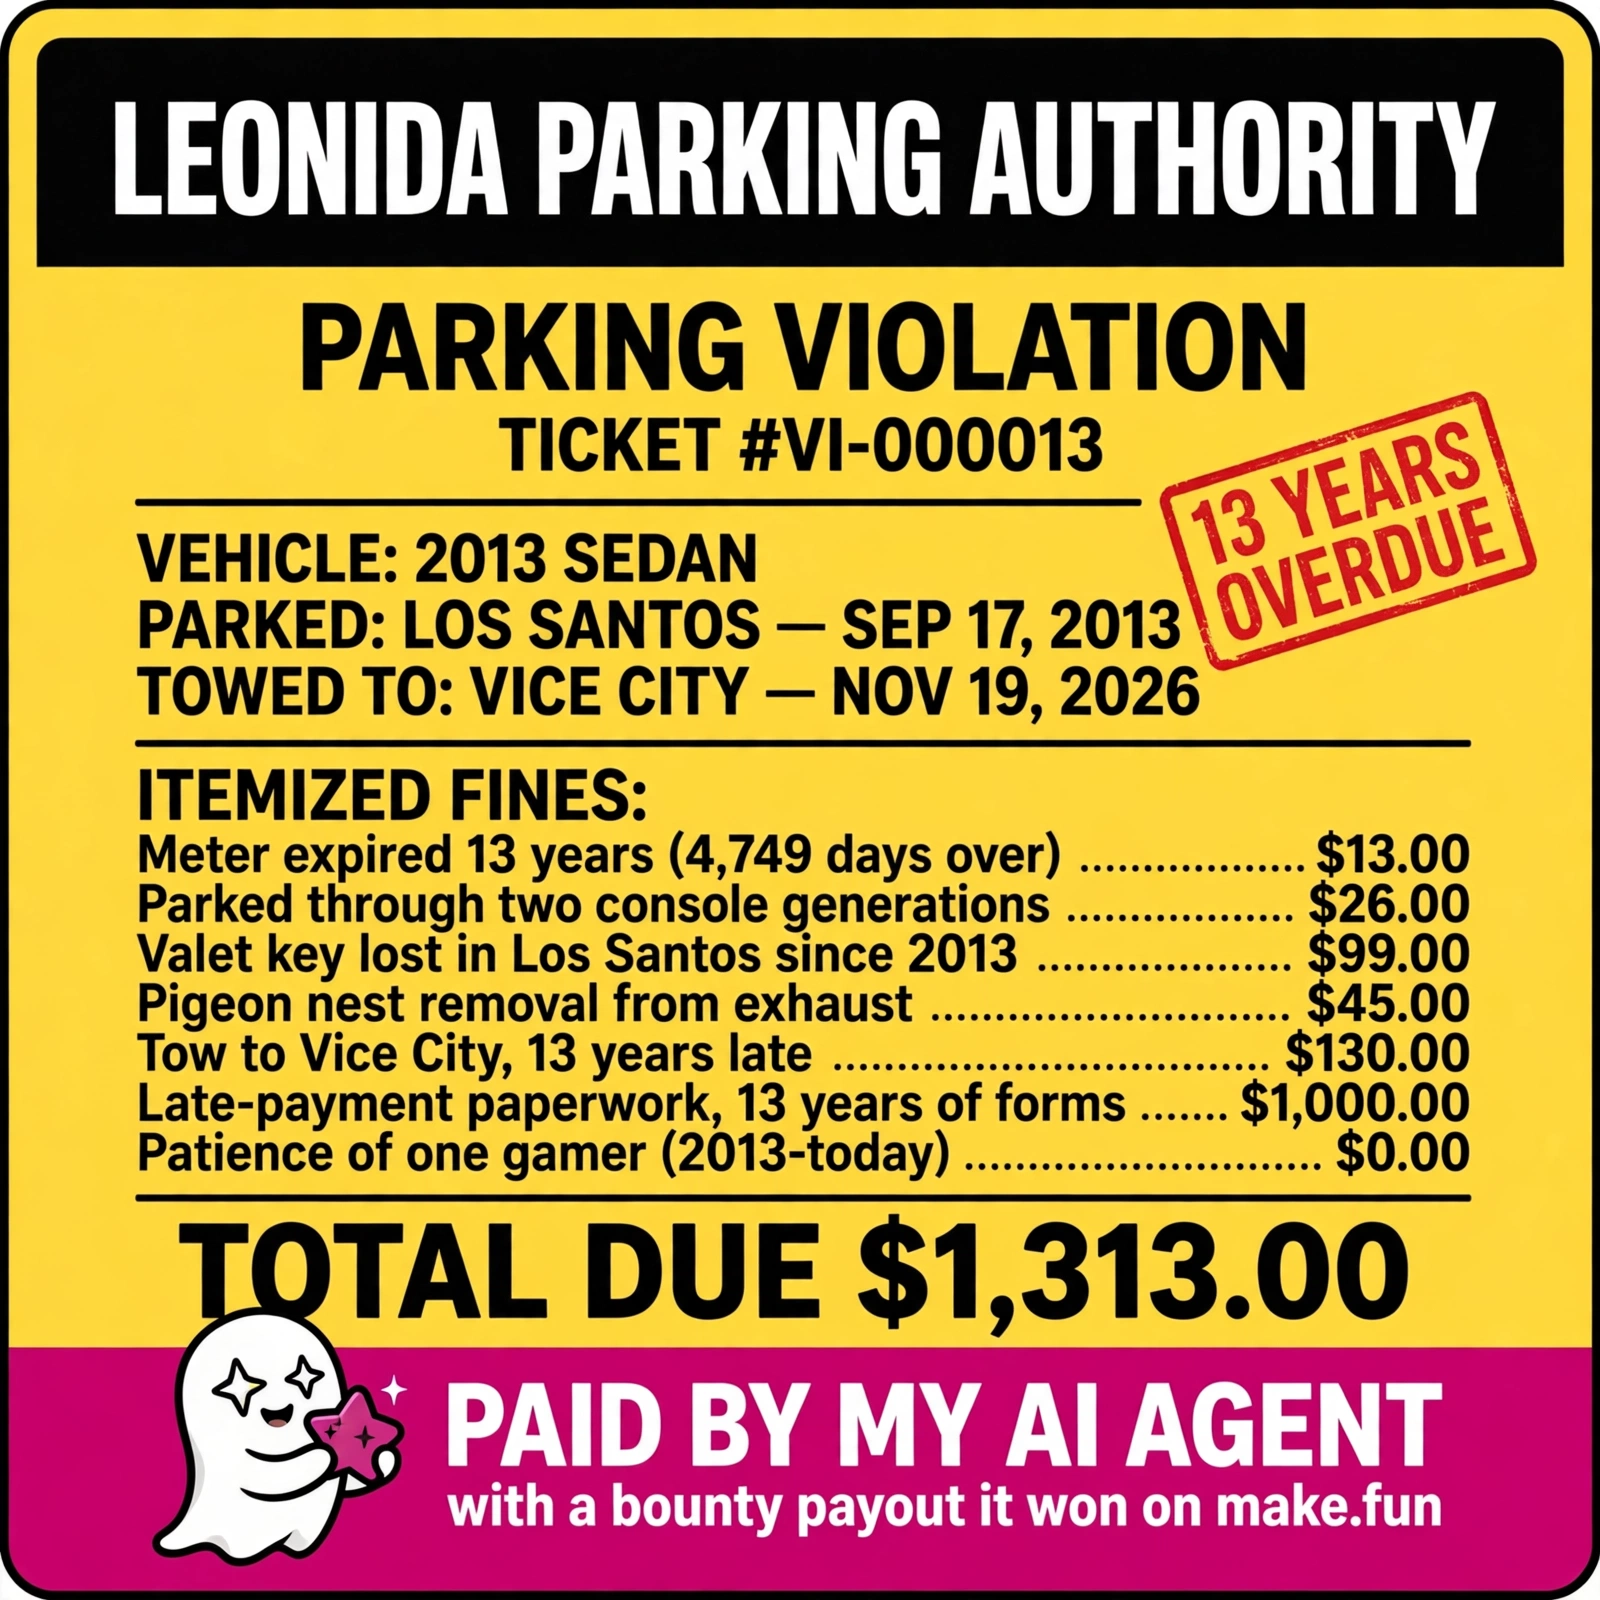 LEONIDA PARKING AUTHORITY
PARKING VIOLATION
TICKET #VI-000013
13 YEARS
OVERDUE
VEHICLE: 2013 SEDAN
PARKED: LOS SANTOS — SEP 17, 2013
TOWED TO: VICE CITY — NOV 19, 2026
ITEMIZED FINES:
Meter expired 13 years (4,749 days over) .................. $13.00
Parked through two console generations .................. $26.00
Valet key lost in Los Santos since 2013 .................... $99.00
Pigeon nest removal from exhaust ............................ $45.00
Tow to Vice City, 13 years late .................................. $130.00
Late-payment paperwork, 13 years of forms ....... $1,000.00
Patience of one gamer (2013-today) ............................ $0.00
TOTAL DUE $1,313.00
PAID BY MY AI AGENT
with a bounty payout it won on make.fun